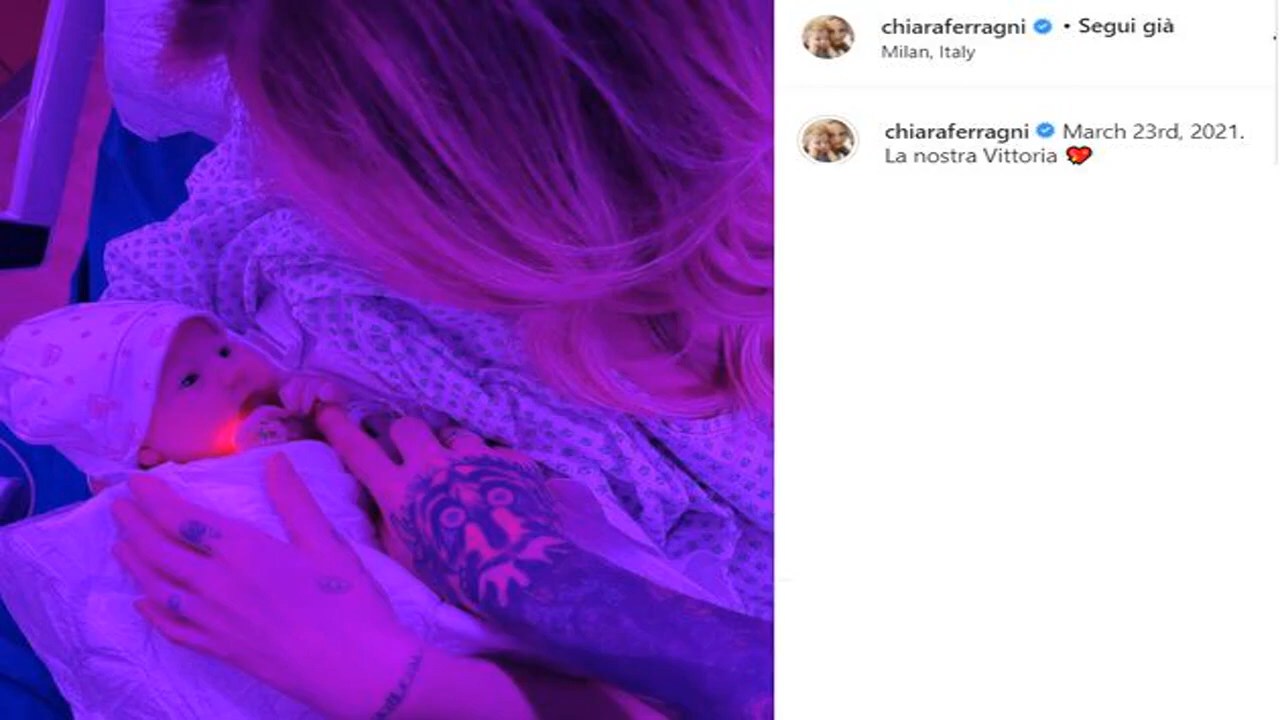 chiaraferragni • Segui già
Milan, Italy
chiaraferragni March 23rd, 2021.
La nostra Vittoria